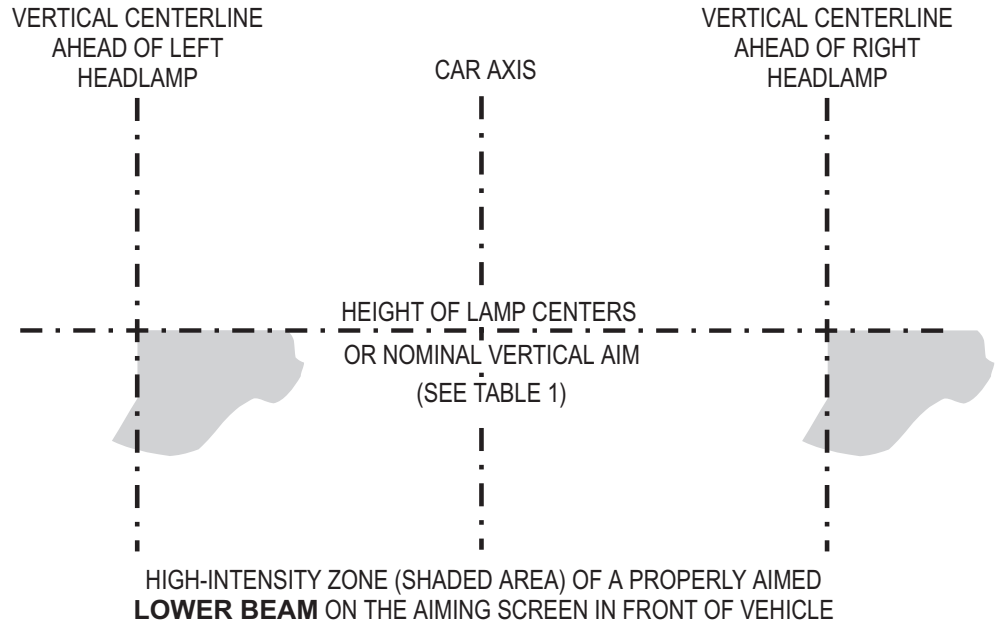 VERTICAL CENTERLINE
AHEAD OF LEFT
HEADLAMP
CAR AXIS
VERTICAL CENTERLINE
AHEAD OF RIGHT
HEADLAMP
HEIGHT OF LAMP CENTERS
OR NOMINAL VERTICAL AIM
(SEE TABLE 1)
HIGH-INTENSITY ZONE (SHADED AREA) OF A PROPERLY AIMED
LOWER BEAM ON THE AIMING SCREEN IN FRONT OF VEHICLE